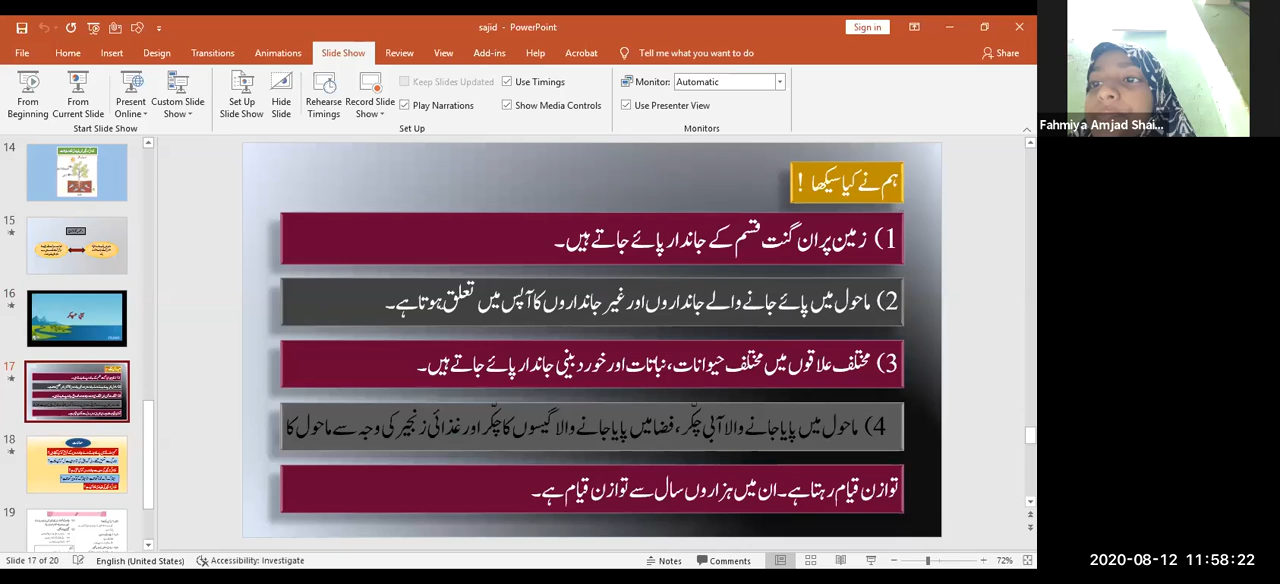 sajid - PowerPoint
Sign in
File Home Insert Design Transitions Animations Slide Show Review View Add-ins Help Acrobat Tell me what you want to do Share
From Beginning
From Current Slide
Present Online
Custom Slide Show
Start Slide Show
Set Up Slide Show
Hide Slide
Rehearse Timings
Record Slide Show
Keep Slides Updated
Play Narrations
Use Timings
Show Media Controls
Set Up
Monitor: Automatic
Use Presenter View
Monitors
Fahmiya Amjad Shai...
14
15
16
17
18
19
ہم نے کیا سیکھا !
1) زمین پر ان گنت قسم کے جاندار پائے جاتے ہیں۔
2) ماحول میں پائے جانے والے جانداروں اور غیر جانداروں کا آپس میں تعلق ہوتا ہے۔
3) مختلف علاقوں میں مختلف حیوانات، نباتات اور خوردبینی جاندار پائے جاتے ہیں۔
4) ماحول میں پایا جانے والا آبی چکّر، فضا میں پایا جانے والا گیسوں کا چکّر اور غذائی زنجیر کی وجہ سے ماحول کا
توازن قیام رہتا ہے۔ ان میں ہزاروں سال سے توازن قیام ہے۔
Slide 17 of 20 English (United States) Accessibility: Investigate Notes Comments 72%
2020-08-12 11:58:22